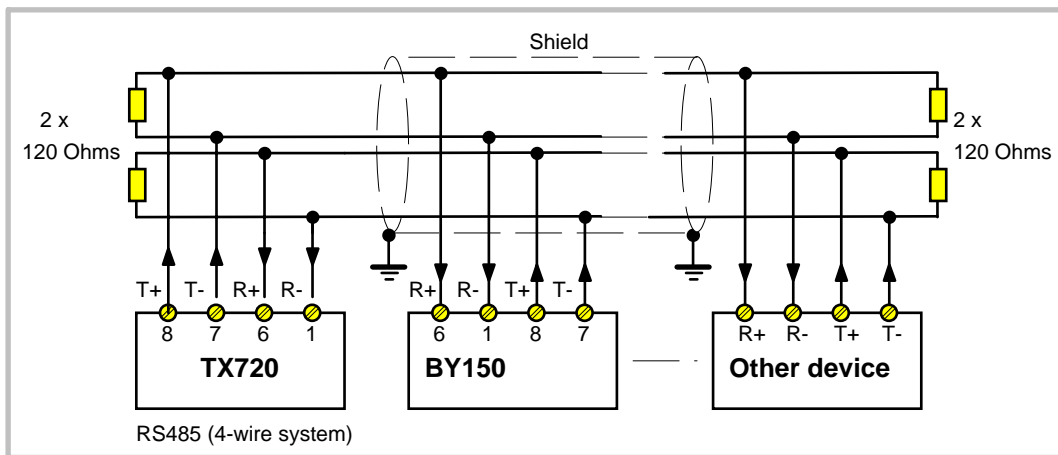 Shield
2 x
120 Ohms
2 x
120 Ohms
T+ T- R+ R-
R+ R- T+ T-
8 7 6 1
6 1 8 7
R+ R- T+ T-
TX720
BY150
Other device
RS485 (4-wire system)